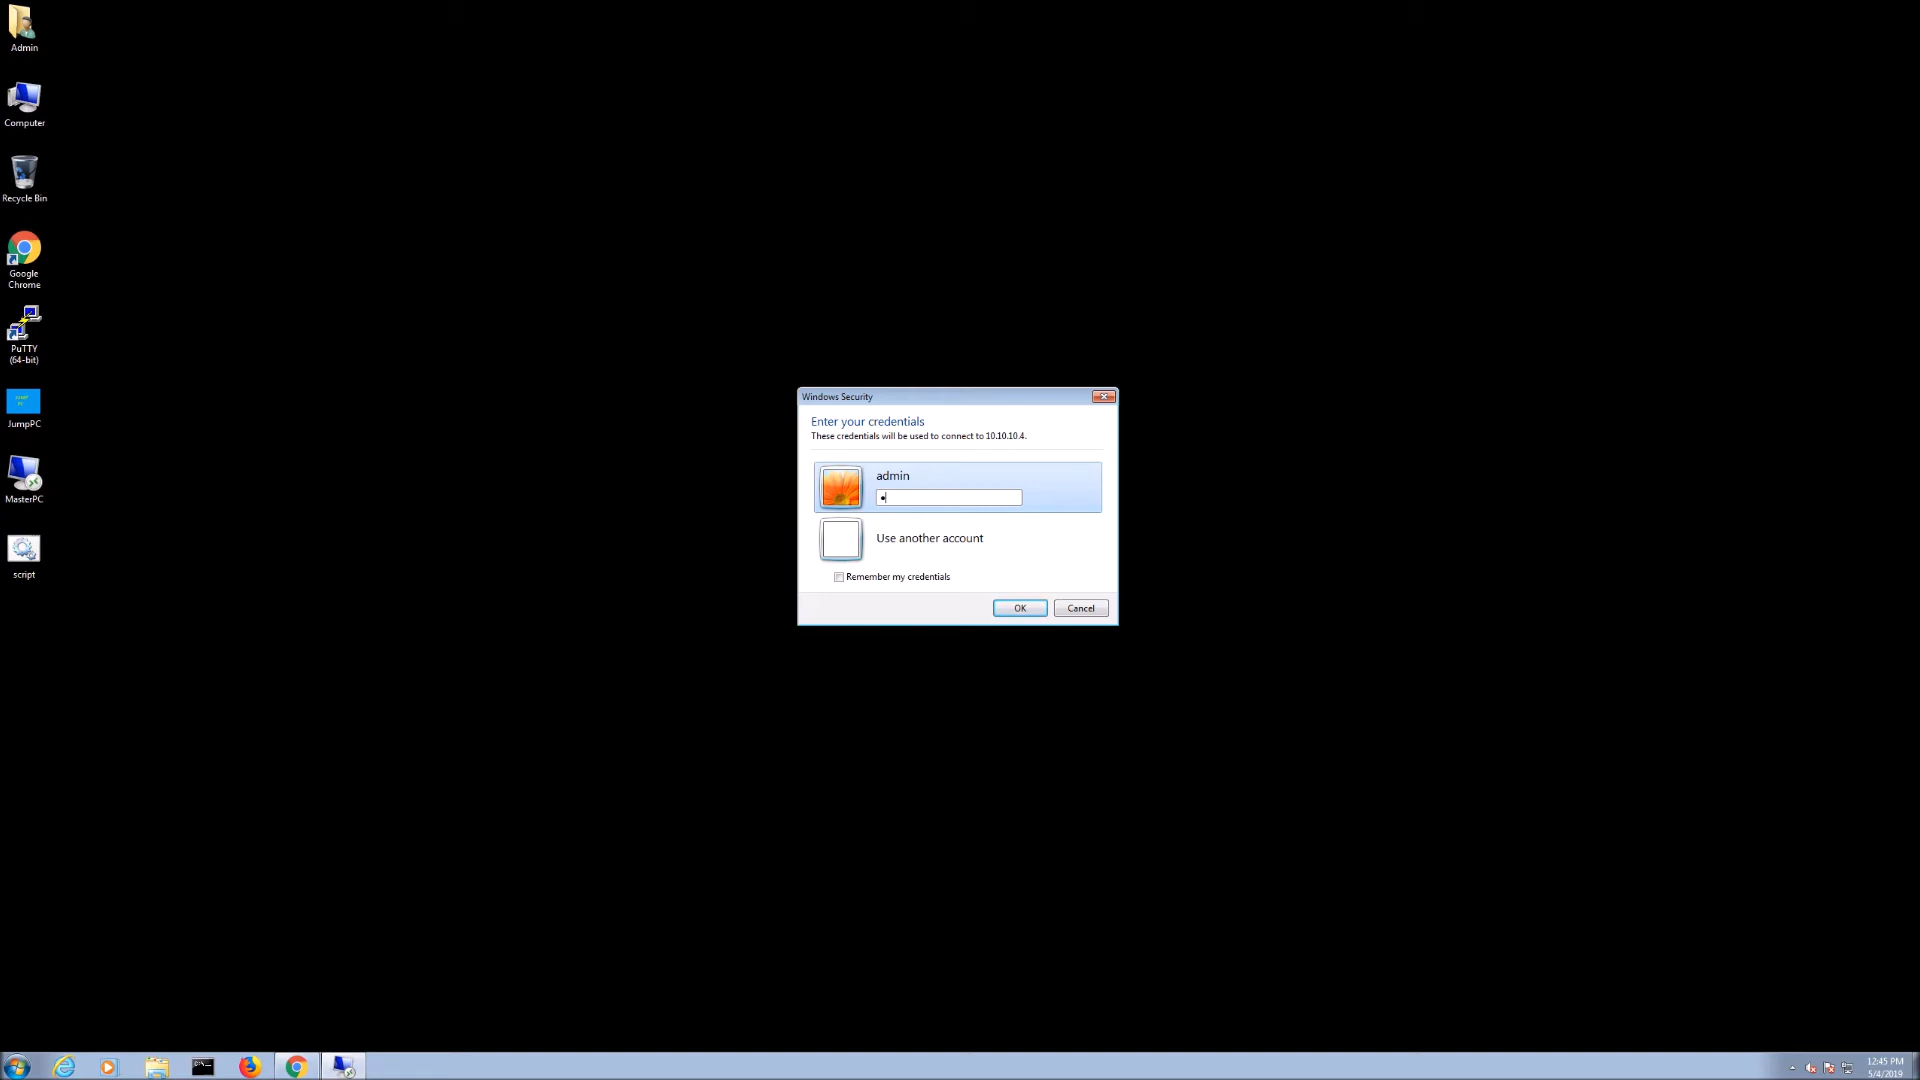 Admin
Computer
Recycle Bin
Google
Chrome
PuTTY
(64-bit)
JumpPC
MasterPC
script
Windows Security
Enter your credentials
These credentials will be used to connect to 10.10.10.4.
admin
Use another account
Remember my credentials
OK
Cancel
12:45 PM
5/4/2019